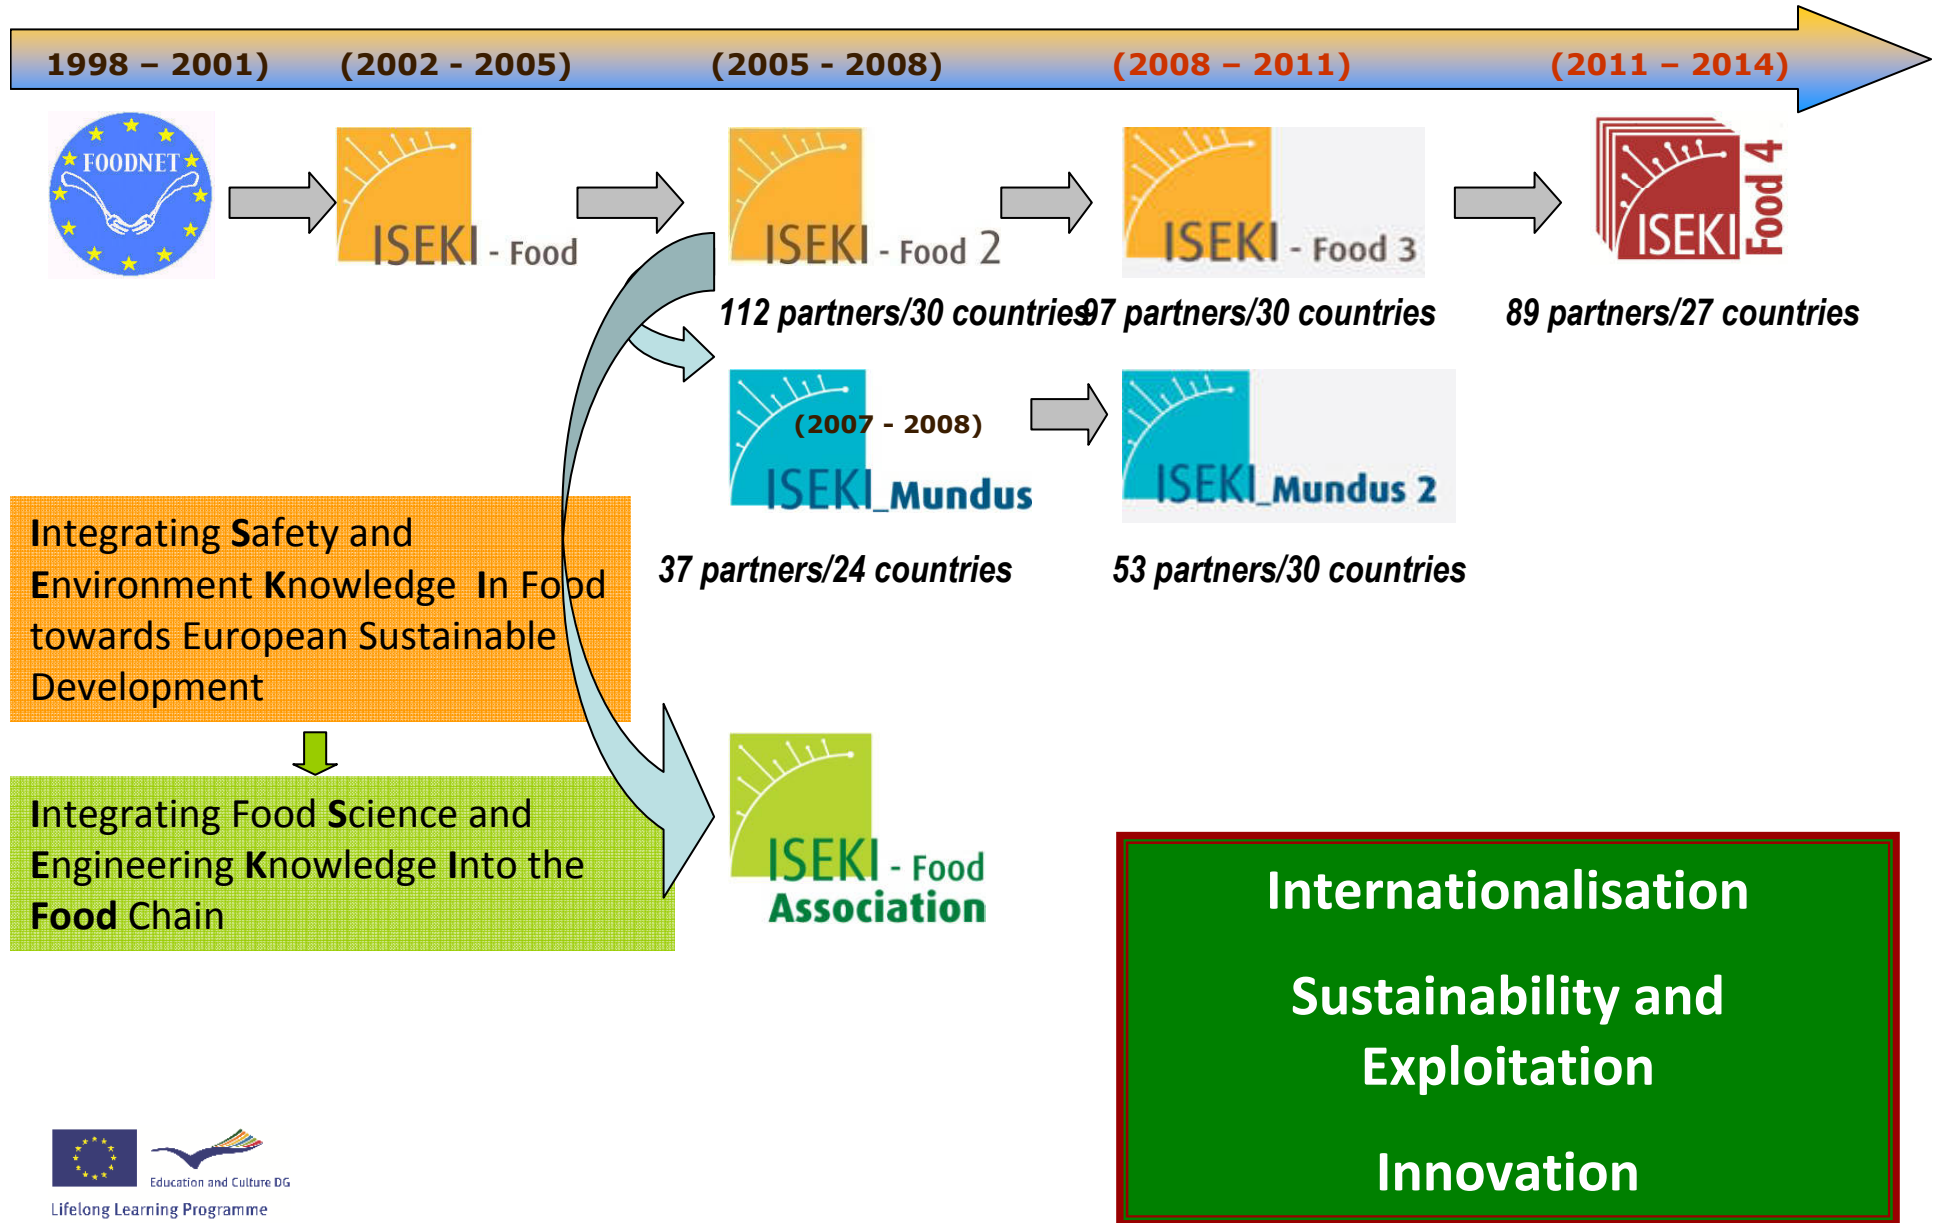 1998 – 2001)
(2002 - 2005)
(2005 - 2008)
(2008 – 2011)
(2011 – 2014)
FOODNET
ISEKI - Food
ISEKI - Food 2
ISEKI - Food 3
ISEKI Food 4
112 partners/30 countries
97 partners/30 countries
89 partners/27 countries
(2007 - 2008)
ISEKI_Mundus
ISEKI_Mundus 2
37 partners/24 countries
53 partners/30 countries
Integrating Safety and
Environment Knowledge In Food
towards European Sustainable
Development
Integrating Food Science and
Engineering Knowledge Into the
Food Chain
ISEKI - Food
Association
Internationalisation
Sustainability and
Exploitation
Innovation
Education and Culture DG
Lifelong Learning Programme